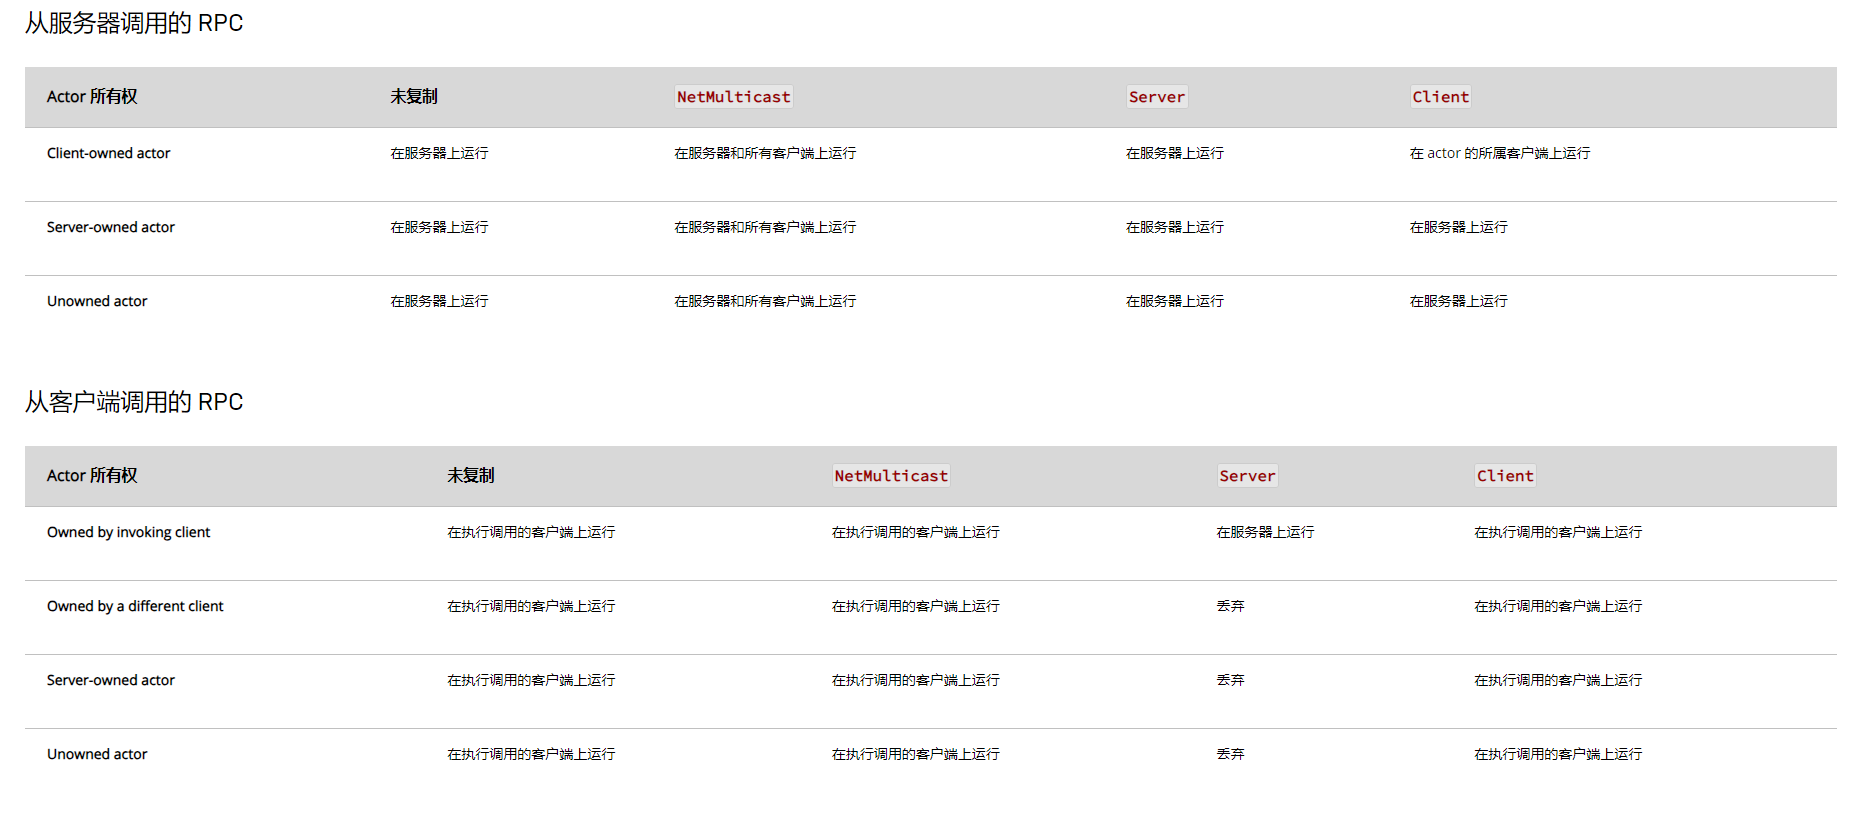 从服务器调用的 RPC
Actor 所有权 未复制 NetMulticast Server Client
Client-owned actor 在服务器上运行 在服务器和所有客户端上运行 在服务器上运行 在 actor 的所属客户端上运行
Server-owned actor 在服务器上运行 在服务器和所有客户端上运行 在服务器上运行 在服务器上运行
Unowned actor 在服务器上运行 在服务器和所有客户端上运行 在服务器上运行 在服务器上运行
从客户端调用的 RPC
Actor 所有权 未复制 NetMulticast Server Client
Owned by invoking client 在执行调用的客户端上运行 在执行调用的客户端上运行 在服务器上运行 在执行调用的客户端上运行
Owned by a different client 在执行调用的客户端上运行 在执行调用的客户端上运行 丢弃 在执行调用的客户端上运行
Server-owned actor 在执行调用的客户端上运行 在执行调用的客户端上运行 丢弃 在执行调用的客户端上运行
Unowned actor 在执行调用的客户端上运行 在执行调用的客户端上运行 丢弃 在执行调用的客户端上运行